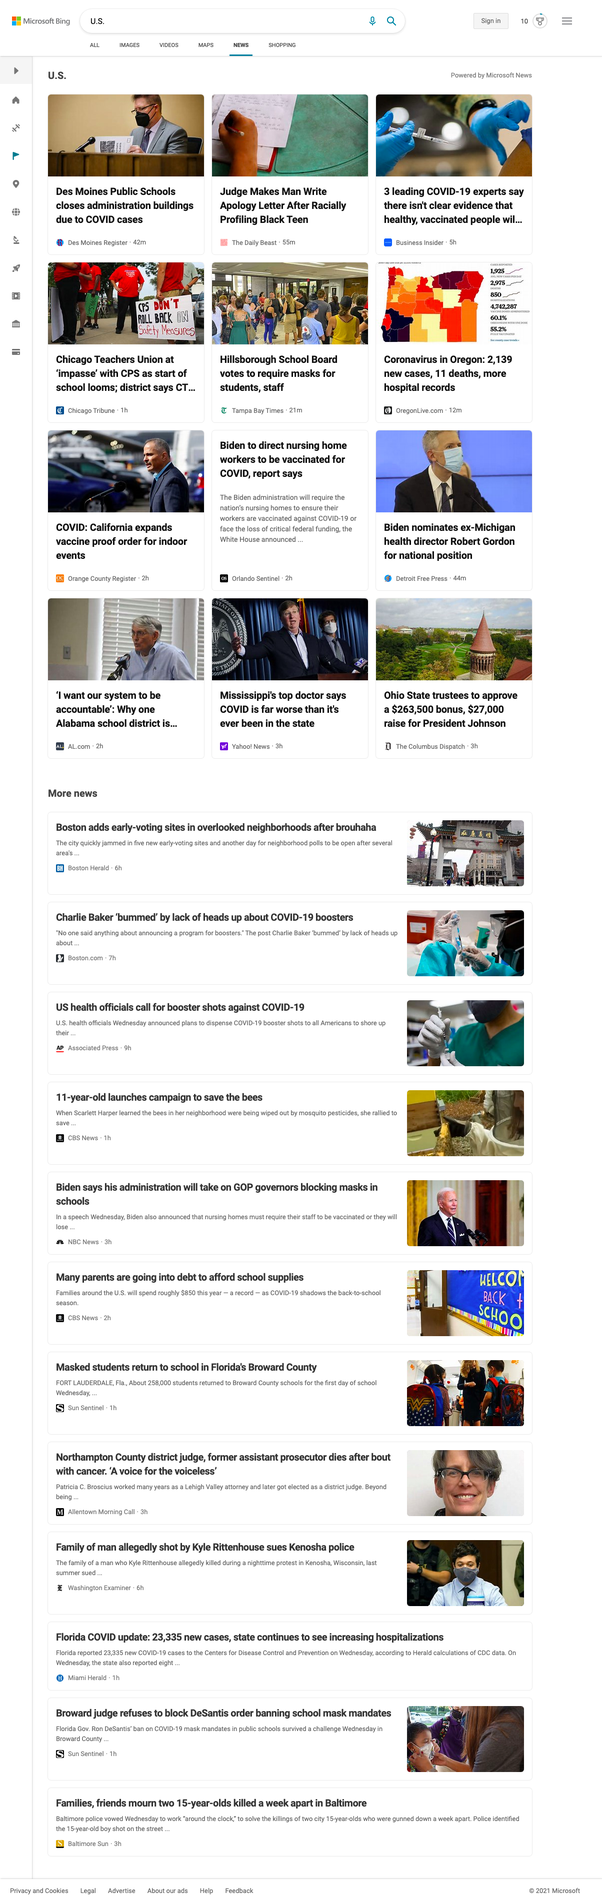 Microsoft Bing
U.S.
Sign in
10
ALL
IMAGES
VIDEOS
MAPS
NEWS
SHOPPING
U.S.
Powered by Microsoft News
Des Moines Public Schools
closes administration buildings
due to COVID cases
Des Moines Register · 42m
Judge Makes Man Write
Apology Letter After Racially
Profiling Black Teen
The Daily Beast · 55m
3 leading COVID-19 experts say
there isn't clear evidence that
healthy, vaccinated people wil...
Business Insider · 5h
CPS DON'T
ROLL BACK
Safety Measures
Chicago Teachers Union at
'impasse' with CPS as start of
school looms; district says CT...
Chicago Tribune · 1h
Hillsborough School Board
votes to require masks for
students, staff
Tampa Bay Times · 21m
1,925
2,975
850
4,742,287
60.1%
55.2%
Coronavirus in Oregon: 2,139
new cases, 11 deaths, more
hospital records
OregonLive.com · 12m
COVID: California expands
vaccine proof order for indoor
events
Orange County Register · 2h
Biden to direct nursing home
workers to be vaccinated for
COVID, report says
The Biden administration will require the
nation's nursing homes to ensure their
workers are vaccinated against COVID-19 or
face the loss of critical federal funding, the
White House announced ...
Orlando Sentinel · 2h
Biden nominates ex-Michigan
health director Robert Gordon
for national position
Detroit Free Press · 44m
'I want our system to be
accountable': Why one
Alabama school district is...
AL.com · 2h
Mississippi's top doctor says
COVID is far worse than it's
ever been in the state
Yahoo! News · 3h
Ohio State trustees to approve
a $263,500 bonus, $27,000
raise for President Johnson
The Columbus Dispatch · 3h
More news
Boston adds early-voting sites in overlooked neighborhoods after brouhaha
The city quickly jammed in five new early-voting sites and another day for neighborhood polls to be open after several
area's ...
Boston Herald · 6h
Charlie Baker 'bummed' by lack of heads up about COVID-19 boosters
"No one said anything about announcing a program for boosters." The post Charlie Baker 'bummed' by lack of heads up
about ...
Boston.com · 7h
US health officials call for booster shots against COVID-19
U.S. health officials Wednesday announced plans to dispense COVID-19 booster shots to all Americans to shore up
their ...
AP Associated Press · 9h
11-year-old launches campaign to save the bees
When Scarlett Harper learned the bees in her neighborhood were being wiped out by mosquito pesticides, she rallied to
save ...
CBS News · 1h
Biden says his administration will take on GOP governors blocking masks in
schools
In a speech Wednesday, Biden also announced that nursing homes must require their staff to be vaccinated or they will
lose ...
NBC News · 3h
Many parents are going into debt to afford school supplies
Families around the U.S. will spend roughly $850 this year — a record — as COVID-19 shadows the back-to-school
season.
CBS News · 2h
WELCOM
BACK
SCHOO
Masked students return to school in Florida's Broward County
FORT LAUDERDALE, Fla., About 258,000 students returned to Broward County schools for the first day of school
Wednesday, ...
Sun Sentinel · 1h
Northampton County district judge, former assistant prosecutor dies after bout
with cancer. 'A voice for the voiceless'
Patricia C. Broscius worked many years as a Lehigh Valley attorney and later got elected as a district judge. Beyond
being ...
Allentown Morning Call · 3h
Family of man allegedly shot by Kyle Rittenhouse sues Kenosha police
The family of a man who Kyle Rittenhouse allegedly killed during a nighttime protest in Kenosha, Wisconsin, last
summer sued ...
Washington Examiner · 6h
Florida COVID update: 23,335 new cases, state continues to see increasing hospitalizations
Florida reported 23,335 new COVID-19 cases to the Centers for Disease Control and Prevention on Wednesday, according to Herald calculations of CDC data. On
Wednesday, the state also reported eight ...
Miami Herald · 1h
Broward judge refuses to block DeSantis order banning school mask mandates
Florida Gov. Ron DeSantis' ban on COVID-19 mask mandates in public schools survived a challenge Wednesday in
Broward County ...
Sun Sentinel · 1h
Families, friends mourn two 15-year-olds killed a week apart in Baltimore
Baltimore police vowed Wednesday to work "around the clock," to solve the killings of two city 15-year-olds who were gunned down a week apart. Police identified
the 15-year-old boy shot on the street ...
Baltimore Sun · 3h
Privacy and Cookies
Legal
Advertise
About our ads
Help
Feedback
© 2021 Microsoft